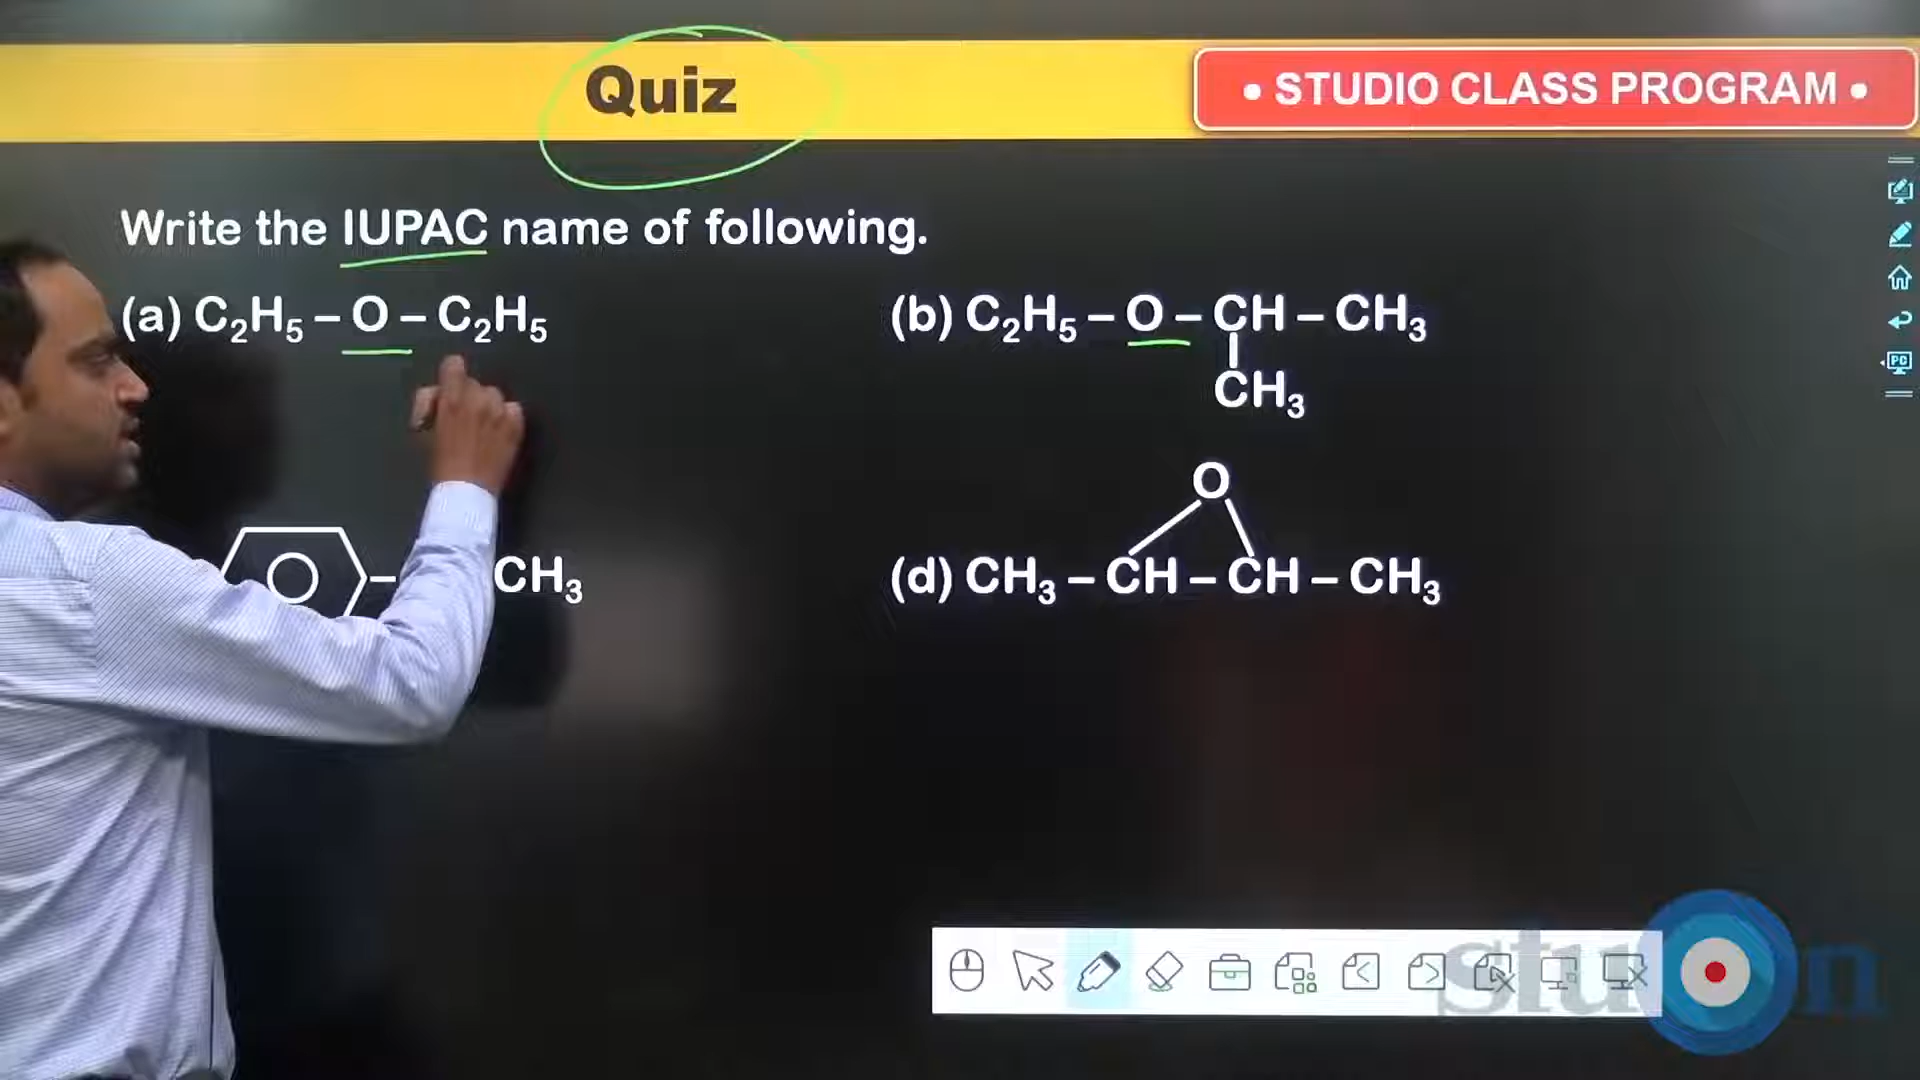 Quiz
• STUDIO CLASS PROGRAM •
Write the IUPAC name of following.
(a) C₂H₅ – O – C₂H₅
(b) C₂H₅ – O – CH – CH₃
CH₃
O
CH₃
(d) CH₃ – CH – CH – CH₃
PC